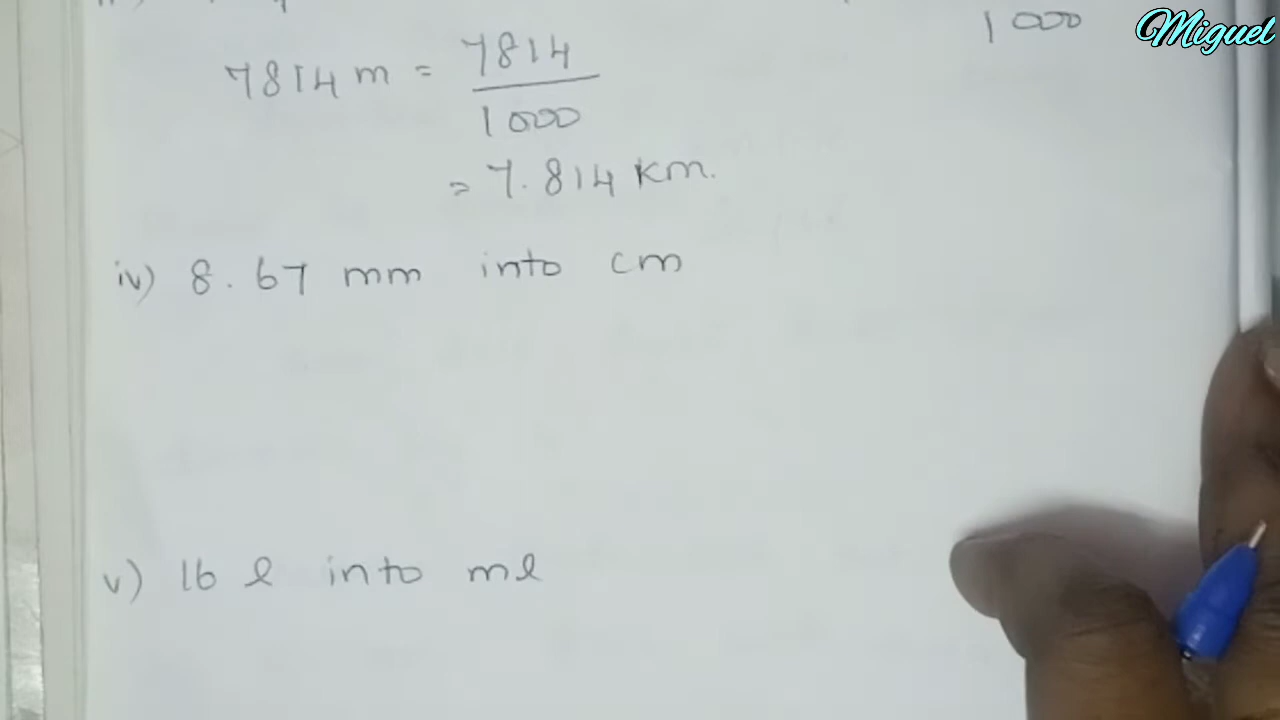 1000
Miguel
7814 m = 7814
1000
= 7.814 km.
iv) 8.67 mm into cm
v) 16 l into ml